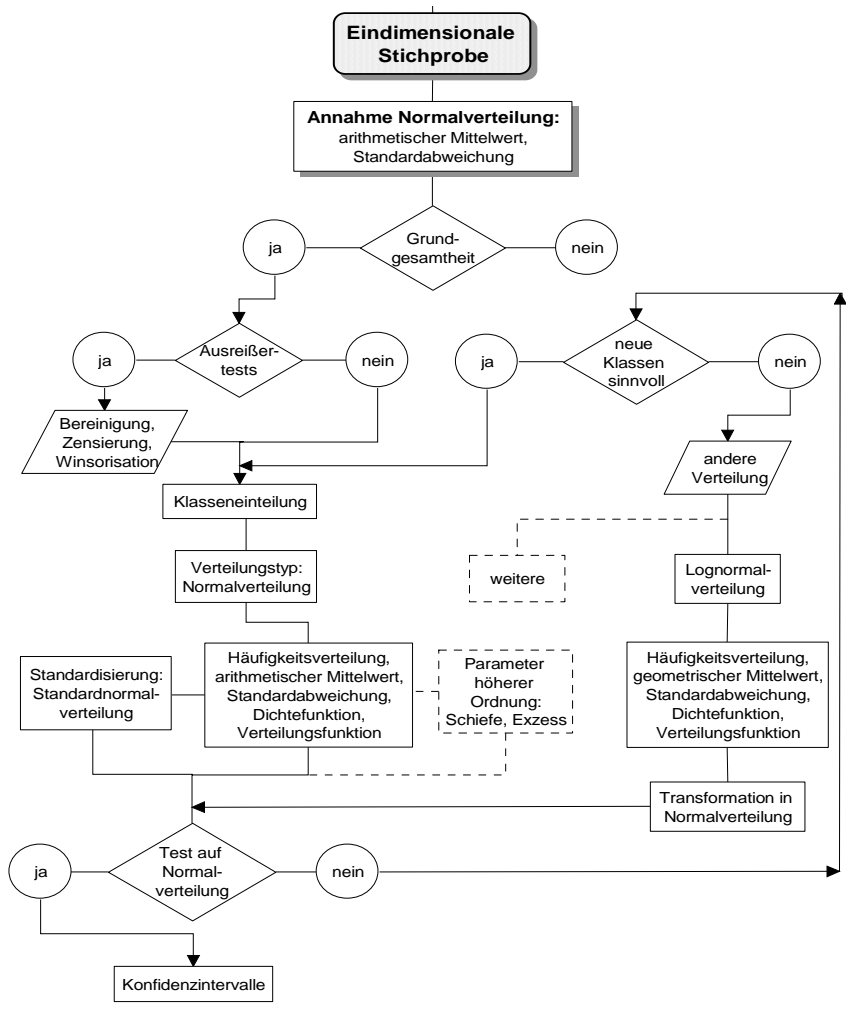 Eindimensionale
Stichprobe
Annahme Normalverteilung:
arithmetischer Mittelwert,
Standardabweichung
ja
Grund-
gesamtheit
nein
ja
Ausreißer-
tests
nein
ja
neue
Klassen
sinnvoll
nein
Bereinigung,
Zensierung,
Winsorisation
andere
Verteilung
Klasseneinteilung
Verteilungstyp:
Normalverteilung
weitere
Lognormal-
verteilung
Standardisierung:
Standardnormal-
verteilung
Häufigkeitsverteilung,
arithmetischer Mittelwert,
Standardabweichung,
Dichtefunktion,
Verteilungsfunktion
Parameter
höherer
Ordnung:
Schiefe, Exzess
Häufigkeitsverteilung,
geometrischer Mittelwert,
Standardabweichung,
Dichtefunktion,
Verteilungsfunktion
Transformation in
Normalverteilung
ja
Test auf
Normal-
verteilung
nein
Konfidenzintervalle